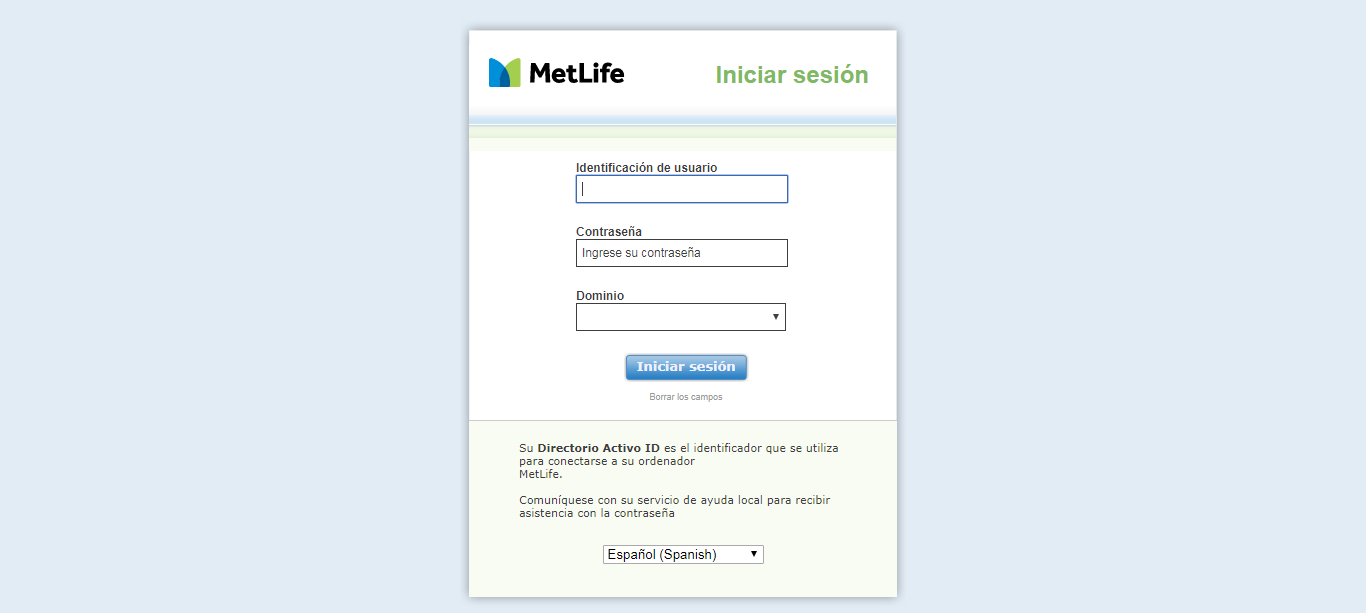 MetLife
Iniciar sesión
Identificación de usuario
Contraseña
Ingrese su contraseña
Dominio
Iniciar sesión
Borrar los campos
Su Directorio Activo ID es el identificador que se utiliza
para conectarse a su ordenador
MetLife.
Comuníquese con su servicio de ayuda local para recibir
asistencia con la contraseña
Español (Spanish)